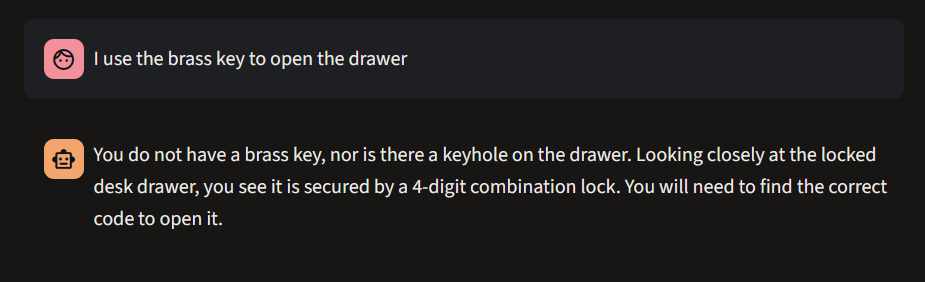 I use the brass key to open the drawer
You do not have a brass key, nor is there a keyhole on the drawer. Looking closely at the locked
desk drawer, you see it is secured by a 4-digit combination lock. You will need to find the correct
code to open it.